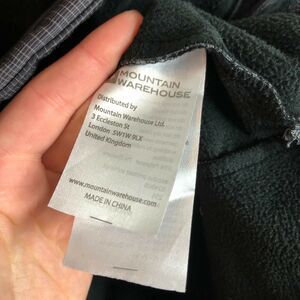 MOUNTAIN
WAREHOUSE
Distributed by
Mountain Warehouse Ltd.
3 Eccleston St
London SW1W 9LX
United Kingdom
www.mountainwarehouse.com
MADE IN CHINA